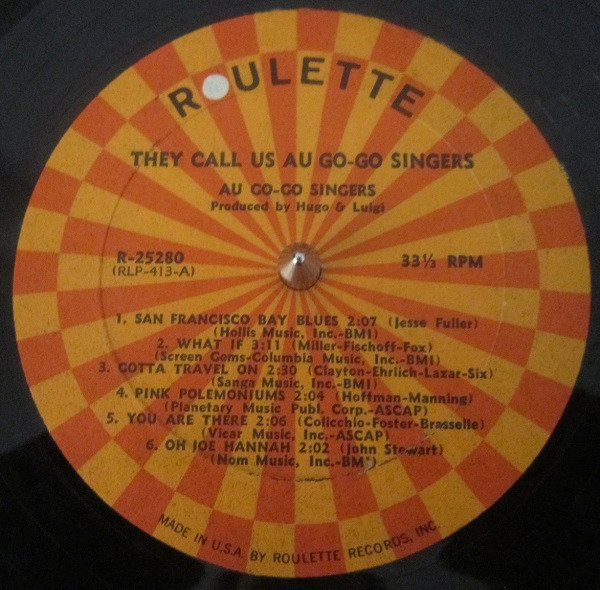 ROULETTE
THEY CALL US AU GO-GO SINGERS
AU GO-GO SINGERS
Produced by Hugo & Luigi
R-25280
(RLP-413-A)
33⅓ RPM
1. SAN FRANCISCO BAY BLUES 2:07 (Jesse Fuller)
(Hollis Music, Inc.-BMI)
2. WHAT IF 3:11 (Miller-Fischoff-Fox)
(Screen Gems-Columbia Music, Inc.-BMI)
3. GOTTA TRAVEL ON 2:30 (Clayton-Ehrlich-Lazar-Six)
(Sanga Music, Inc.-BMI)
4. PINK POLEMONIUMS 2:04 (Hoffman-Manning)
(Planetary Music Publ. Corp.-ASCAP)
5. YOU ARE THERE 2:06 (Colicchio-Foster-Brasselle)
(Vicar Music, Inc.-ASCAP)
6. OH JOE HANNAH 2:02 (John Stewart)
(Nom Music, Inc.-BMI)
MADE IN U.S.A. BY ROULETTE RECORDS, INC.